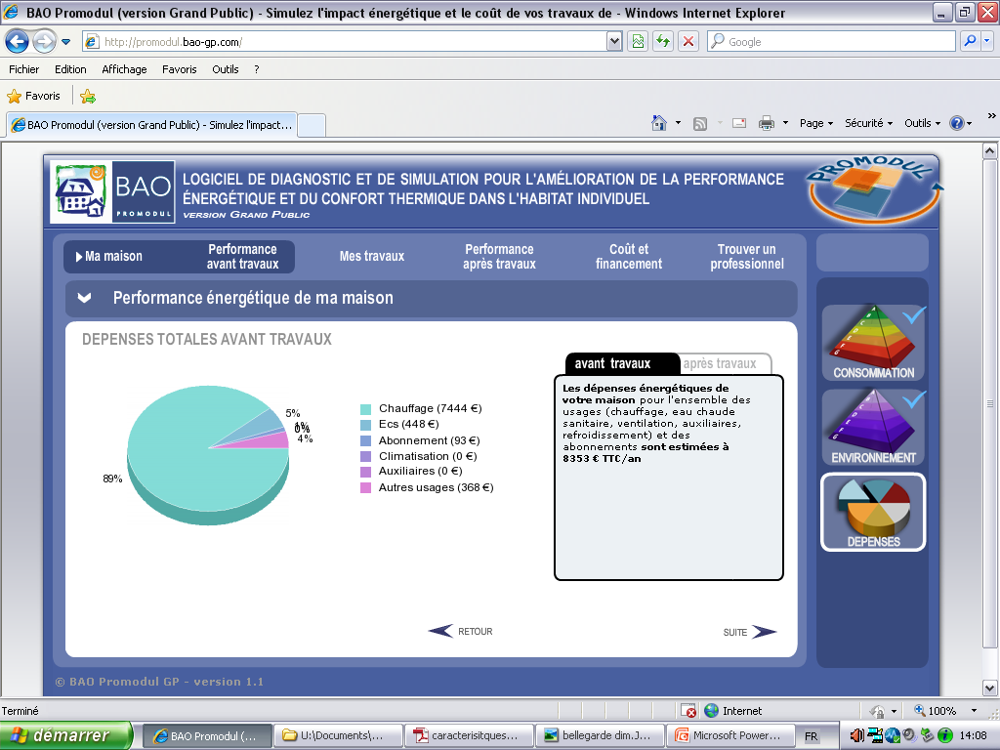 BAO Promodul (version Grand Public) - Simulez l'impact énergétique et le coût de vos travaux de - Windows Internet Explorer
http://promodul.bao-gp.com/
Google
Fichier Edition Affichage Favoris Outils ?
Favoris
BAO Promodul (version Grand Public) - Simulez l'impact...
Page Sécurité Outils »
BAO
PROMODUL
LOGICIEL DE DIAGNOSTIC ET DE SIMULATION POUR L'AMÉLIORATION DE LA PERFORMANCE
ÉNERGÉTIQUE ET DU CONFORT THERMIQUE DANS L'HABITAT INDIVIDUEL
VERSION GRAND PUBLIC
PROMODUL
Ma maison
Performance
avant travaux
Mes travaux
Performance
après travaux
Coût et
financement
Trouver un
professionnel
Performance énergétique de ma maison
DEPENSES TOTALES AVANT TRAVAUX
89%
5%
1%
0%
4%
Chauffage (7444 €)
Ecs (448 €)
Abonnement (93 €)
Climatisation (0 €)
Auxiliaires (0 €)
Autres usages (368 €)
avant travaux
après travaux
Les dépenses énergétiques de
votre maison pour l'ensemble des
usages (chauffage, eau chaude
sanitaire, ventilation, auxiliaires,
refroidissement) et des
abonnements sont estimées à
8353 € TTC/an
RETOUR
SUITE
CONSOMMATION
ENVIRONNEMENT
DEPENSES
© BAO Promodul GP - version 1.1
Terminé
Internet
100%
démarrer
BAO Promodul (...
U:\Documents\...
caracterisitques...
bellegarde dim.J...
Microsoft Power...
FR
14:08